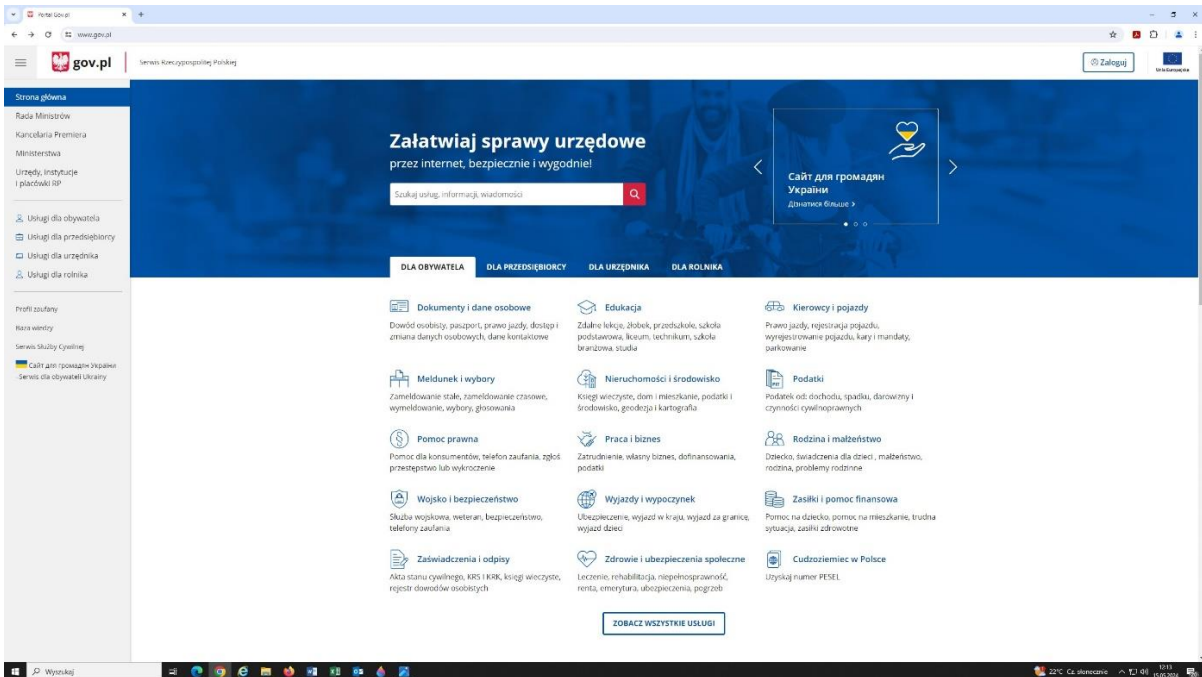 Portal Gov.pl
www.gov.pl
gov.pl
Serwis Rzeczypospolitej Polskiej
Zaloguj
Unia Europejska
Strona główna
Rada Ministrów
Kancelaria Premiera
Ministerstwa
Urzędy, instytucje
i placówki RP
Usługi dla obywatela
Usługi dla przedsiębiorcy
Usługi dla urzędnika
Usługi dla rolnika
Profil zaufany
Baza wiedzy
Serwis Służby Cywilnej
Сайт для громадян України
- Serwis dla obywateli Ukrainy
Załatwiaj sprawy urzędowe
przez internet, bezpiecznie i wygodnie!
Szukaj usług, informacji, wiadomości
Сайт для громадян
України
Дізнатися більше >
DLA OBYWATELA
DLA PRZEDSIĘBIORCY
DLA URZĘDNIKA
DLA ROLNIKA
Dokumenty i dane osobowe
Dowód osobisty, paszport, prawo jazdy, dostęp i
zmiana danych osobowych, dane kontaktowe
Edukacja
Zdalne lekcje, żłobek, przedszkole, szkoła
podstawowa, liceum, technikum, szkoła
branżowa, studia
Kierowcy i pojazdy
Prawo jazdy, rejestracja pojazdu,
wyrejestrowanie pojazdu, kary i mandaty,
parkowanie
Meldunek i wybory
Zameldowanie stałe, zameldowanie czasowe,
wymeldowanie, wybory, głosowania
Nieruchomości i środowisko
Księgi wieczyste, dom i mieszkanie, podatki i
środowisko, geodezja i kartografia
Podatki
Podatek od: dochodu, spadku, darowizny i
czynności cywilnoprawnych
Pomoc prawna
Pomoc dla konsumentów, telefon zaufania, zgłoś
przestępstwo lub wykroczenie
Praca i biznes
Zatrudnienie, własny biznes, dofinansowania,
podatki
Rodzina i małżeństwo
Dziecko, świadczenia dla dzieci , małżeństwo,
rodzina, problemy rodzinne
Wojsko i bezpieczeństwo
Służba wojskowa, weteran, bezpieczeństwo,
telefony zaufania
Wyjazdy i wypoczynek
Ubezpieczenie, wyjazd w kraju, wyjazd za granicę,
wyjazd dzieci
Zasiłki i pomoc finansowa
Pomoc na dziecko, pomoc na mieszkanie, trudna
sytuacja, zasiłki zdrowotne
Zaświadczenia i odpisy
Akta stanu cywilnego, KRS i KRK, księgi wieczyste,
rejestr dowodów osobistych
Zdrowie i ubezpieczenia społeczne
Leczenie, rehabilitacja, niepełnosprawność,
renta, emerytura, ubezpieczenia, pogrzeb
Cudzoziemiec w Polsce
Uzyskaj numer PESEL
ZOBACZ WSZYSTKIE USŁUGI
Wyszukaj
22°C Cz. słonecznie
12:13
15.05.2024